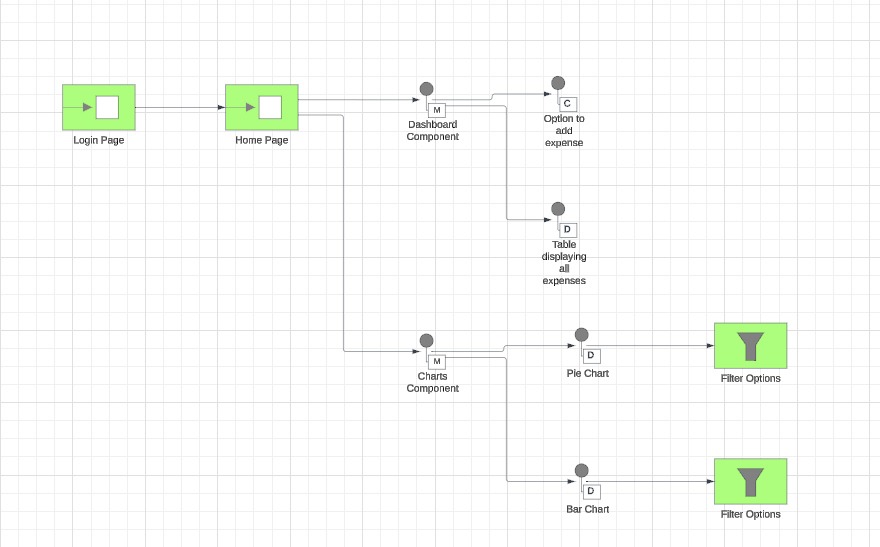 Login Page
Home Page
M
Dashboard
Component
C
Option to
add
expense
D
Table
displaying
all
expenses
M
Charts
Component
D
Pie Chart
Filter Options
D
Bar Chart
Filter Options